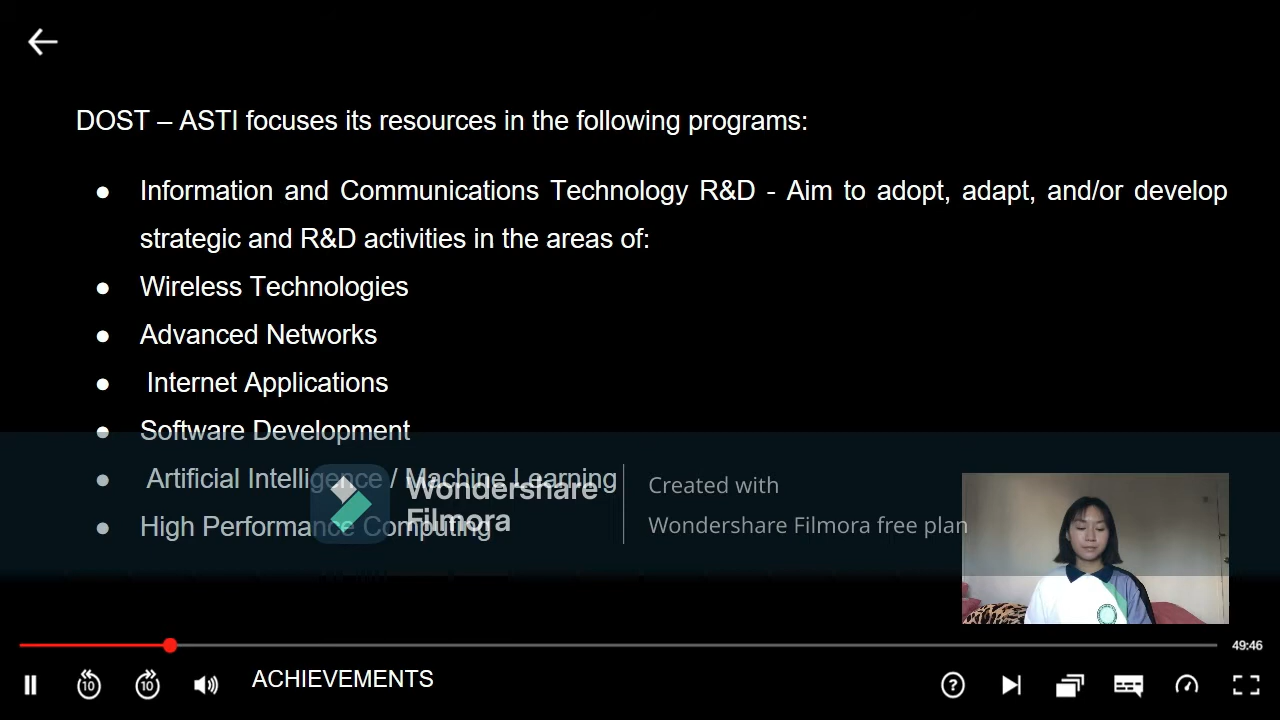 DOST – ASTI focuses its resources in the following programs:
● Information and Communications Technology R&D - Aim to adopt, adapt, and/or develop
strategic and R&D activities in the areas of:
● Wireless Technologies
● Advanced Networks
● Internet Applications
● Software Development
● Artificial Intelligence / Machine Learning
● High Performance Computing
Wondershare
Filmora
Created with
Wondershare Filmora free plan
49:46
10
10
ACHIEVEMENTS
?